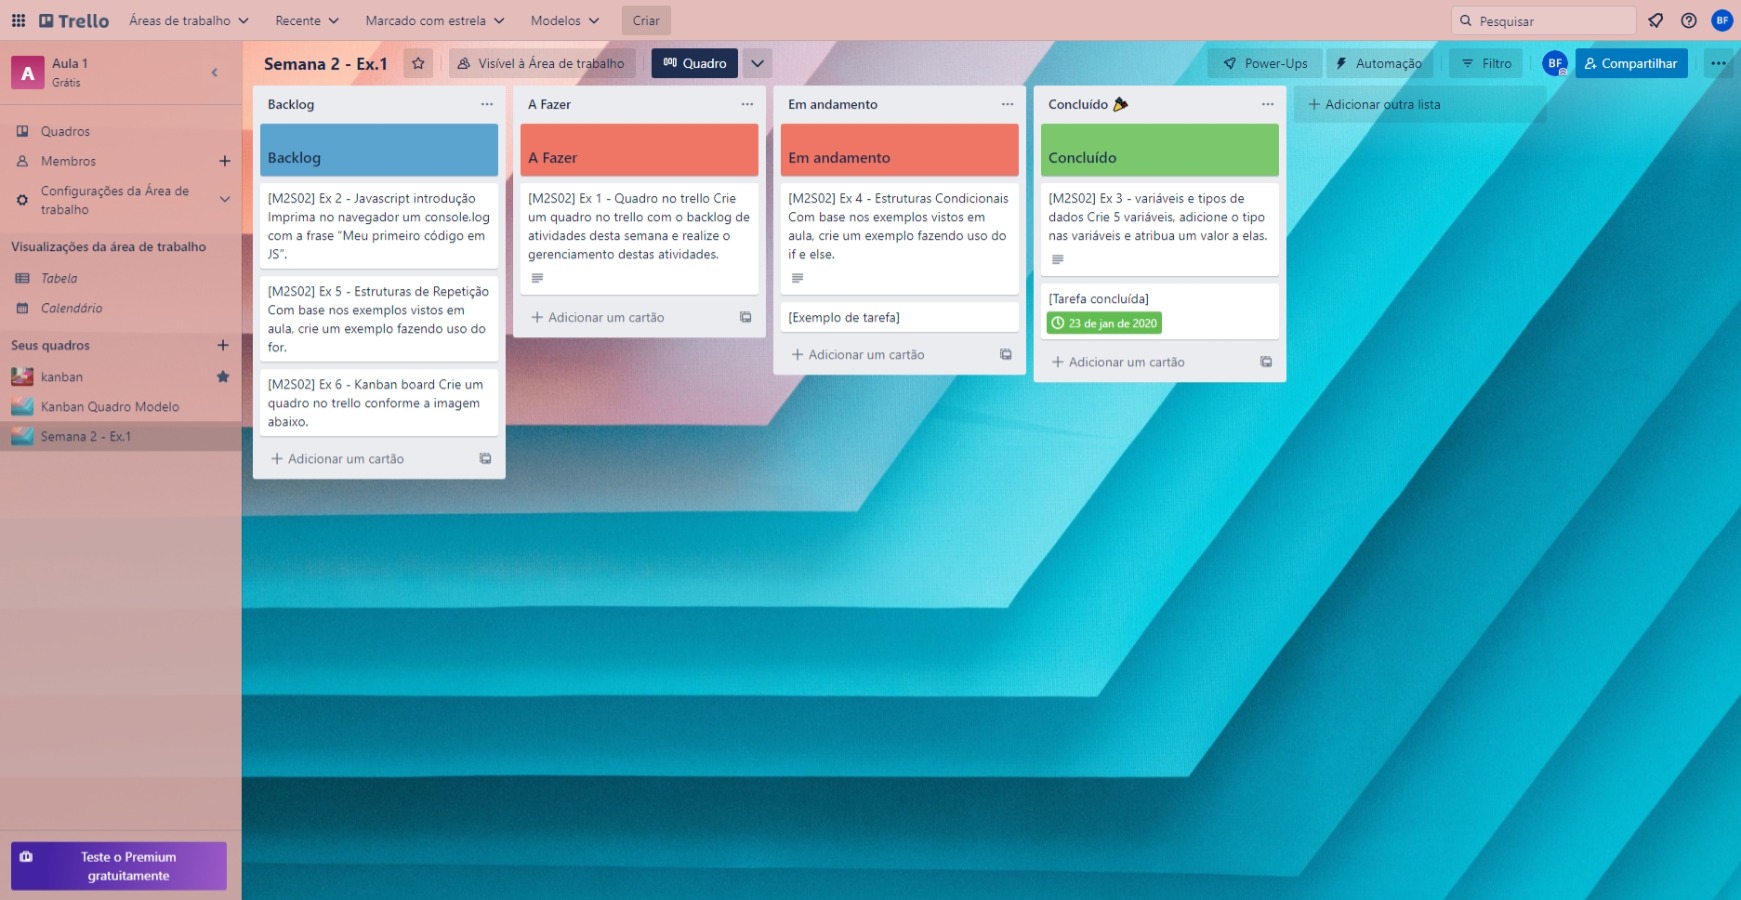 Trello
Áreas de trabalho
Recente
Marcado com estrela
Modelos
Criar
Pesquisar
BF
A
Aula 1
Grátis
Quadros
Membros
Configurações da Área de
trabalho
Visualizações da área de trabalho
Tabela
Calendário
Seus quadros
kanban
Kanban Quadro Modelo
Semana 2 - Ex.1
Teste o Premium
gratuitamente
Semana 2 - Ex.1
Visível à Área de trabalho
Quadro
Power-Ups
Automação
Filtro
BF
Compartilhar
Backlog
Backlog
[M2S02] Ex 2 - Javascript introdução
Imprima no navegador um console.log
com a frase “Meu primeiro código em
JS”.
[M2S02] Ex 5 - Estruturas de Repetição
Com base nos exemplos vistos em
aula, crie um exemplo fazendo uso do
for.
[M2S02] Ex 6 - Kanban board Crie um
quadro no trello conforme a imagem
abaixo.
+ Adicionar um cartão
A Fazer
A Fazer
[M2S02] Ex 1 - Quadro no trello Crie
um quadro no trello com o backlog de
atividades desta semana e realize o
gerenciamento destas atividades.
+ Adicionar um cartão
Em andamento
Em andamento
[M2S02] Ex 4 - Estruturas Condicionais
Com base nos exemplos vistos em
aula, crie um exemplo fazendo uso do
if e else.
[Exemplo de tarefa]
+ Adicionar um cartão
Concluído 🎉
Concluído
[M2S02] Ex 3 - variáveis e tipos de
dados Crie 5 variáveis, adicione o tipo
nas variáveis e atribua um valor a elas.
[Tarefa concluída]
23 de jan de 2020
+ Adicionar um cartão
+ Adicionar outra lista